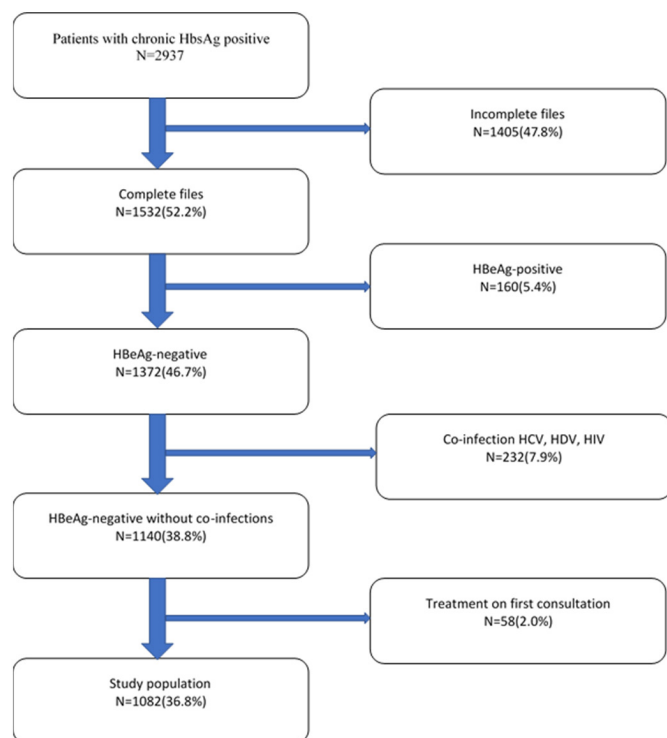 Patients with chronic HbsAg positive
N=2937
Incomplete files
N=1405(47.8%)
Complete files
N=1532(52.2%)
HBeAg-positive
N=160(5.4%)
HBeAg-negative
N=1372(46.7%)
Co-infection HCV, HDV, HIV
N=232(7.9%)
HBeAg-negative without co-infections
N=1140(38.8%)
Treatment on first consultation
N=58(2.0%)
Study population
N=1082(36.8%)